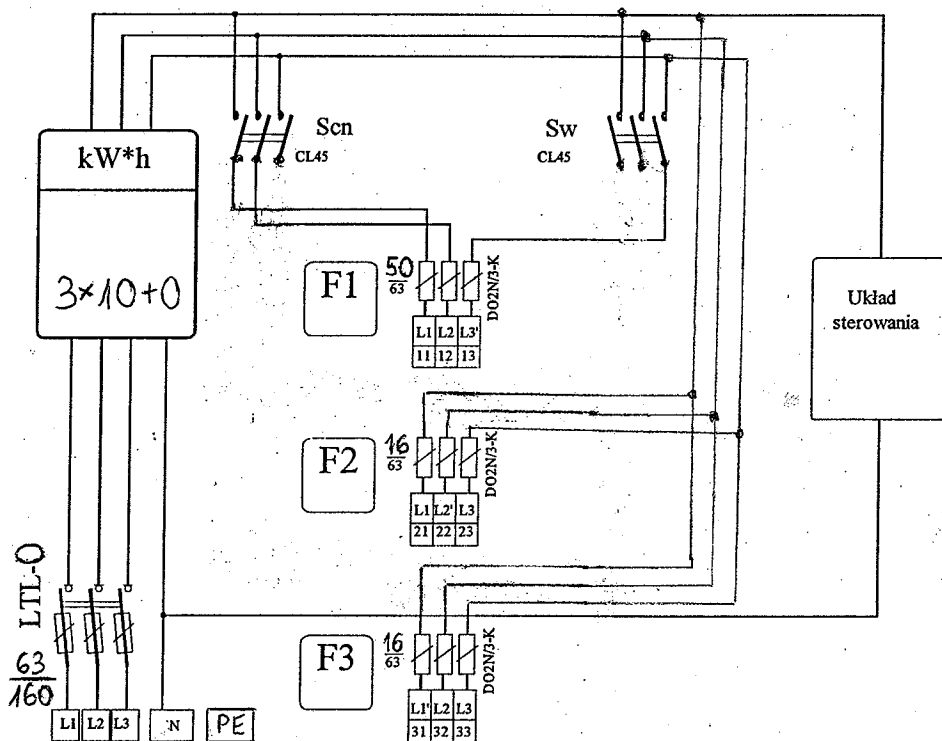 kW*h
3×10+0
Scn
CL45
Sw
CL45
F1
50
63
DO2N/3-K
L1 L2 L3'
11 12 13
Układ
sterowania
F2
16
63
DO2N/3-K
L1 L2' L3
21 22 23
LTL-0
63
160
F3
16
63
DO2N/3-K
L1' L2 L3
31 32 33
L1 L2 L3 N PE